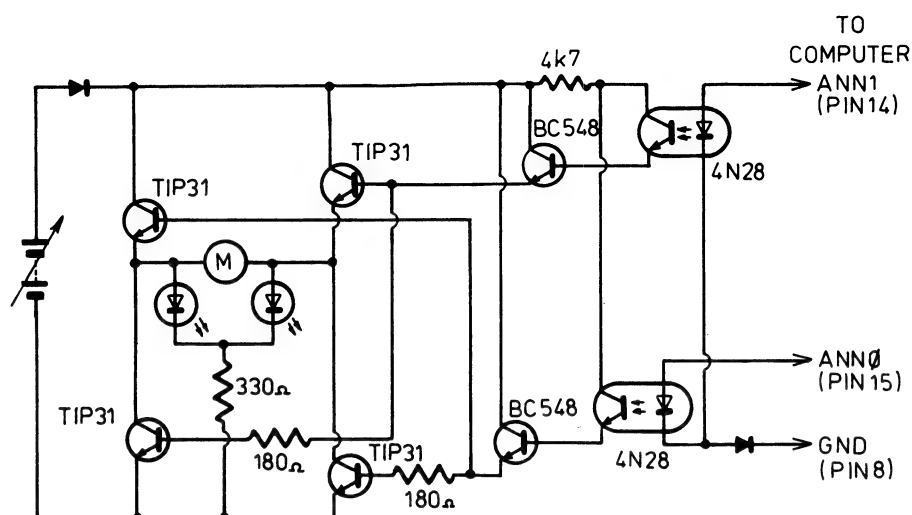 TO
COMPUTER
4k7
ANN1
(PIN14)
BC548
TIP31
4N28
TIP31
M
ANNØ
(PIN15)
330Ω
TIP31
BC548
TIP31
GND
180Ω
4N28
(PIN8)
180Ω